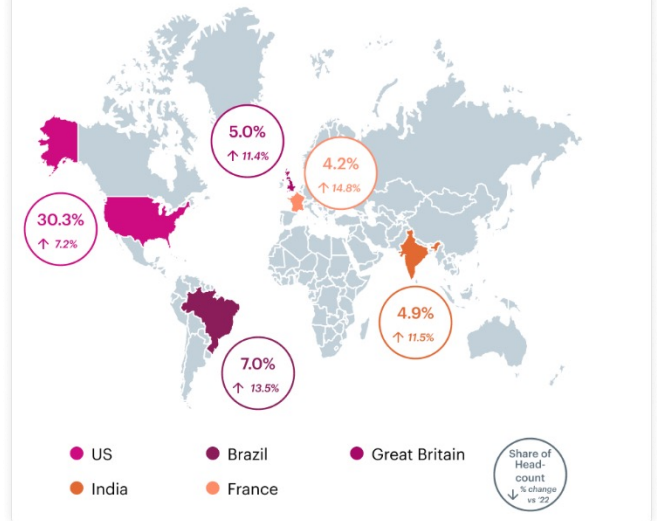 5.0%
↑ 11.4%
4.2%
↑ 14.8%
30.3%
↑ 7.2%
4.9%
↑ 11.5%
7.0%
↑ 13.5%
US
Brazil
Great Britain
India
France
Share of
Head-
count
↓ % change
vs '22